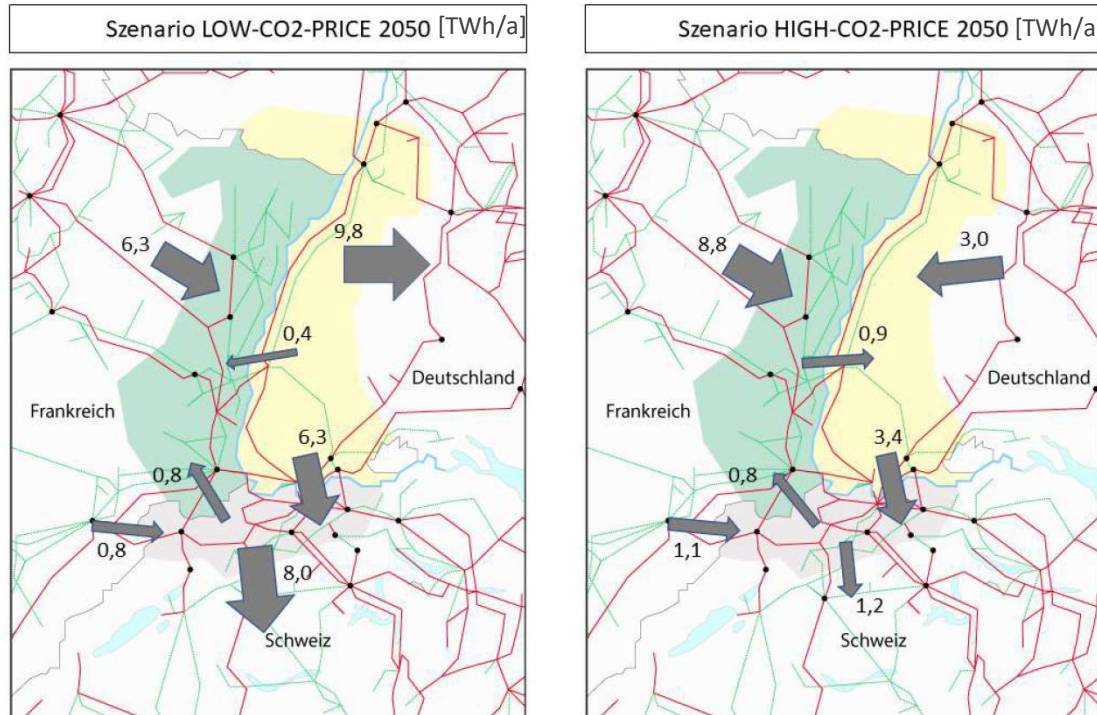 Szenario LOW-CO2-PRICE 2050 [TWh/a]
6,3
9,8
0,4
Deutschland
Frankreich
6,3
0,8
0,8
8,0
Schweiz
Szenario HIGH-CO2-PRICE 2050 [TWh/a
8,8
3,0
0,9
Deutschland
Frankreich
3,4
0,8
1,1
1,2
Schweiz